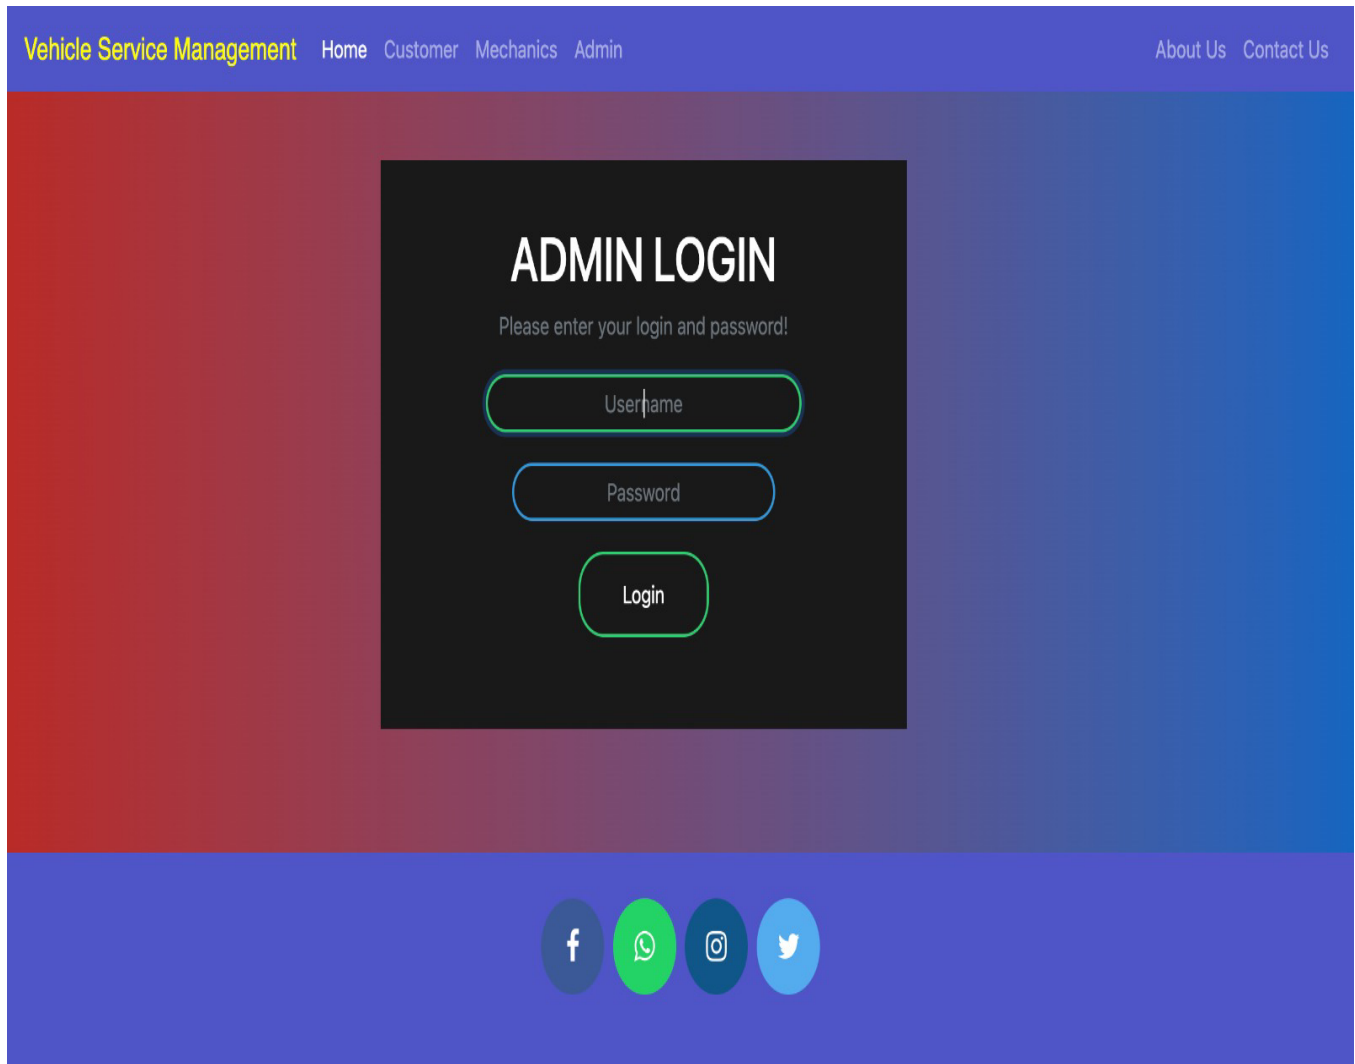 Vehicle Service Management Home Customer Mechanics Admin About Us Contact Us
ADMIN LOGIN
Please enter your login and password!
Username
Password
Login